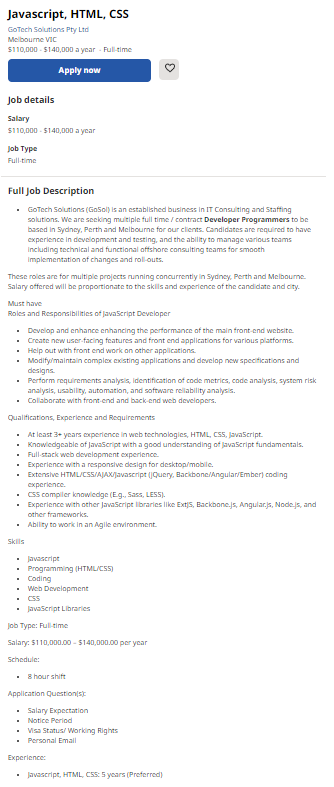 Javascript, HTML, CSS
GoTech Solutions Pty Ltd
Melbourne VIC
$110,000 - $140,000 a year - Full-time
Apply now
Job details
Salary
$110,000 - $140,000 a year
Job Type
Full-time
Full Job Description
• GoTech Solutions (GoSol) is an established business in IT Consulting and Staffing
solutions. We are seeking multiple full time / contract Developer Programmers to be
based in Sydney, Perth and Melbourne for our clients. Candidates are required to have
experience in development and testing, and the ability to manage various teams
including technical and functional offshore consulting teams for smooth
implementation of changes and roll-outs.
These roles are for multiple projects running concurrently in Sydney, Perth and Melbourne.
Salary offered will be proportionate to the skills and experience of the candidate and city.
Must have
Roles and Responsibilities of JavaScript Developer
• Develop and enhance enhancing the performance of the main front-end website.
• Create new user-facing features and front end applications for various platforms.
• Help out with front end work on other applications.
• Modify/maintain complex existing applications and develop new specifications and
designs.
• Perform requirements analysis, identification of code metrics, code analysis, system risk
analysis, usability, automation, and software reliability analysis.
• Collaborate with front-end and back-end web developers.
Qualifications, Experience and Requirements
• At least 3+ years experience in web technologies, HTML, CSS, JavaScript.
• Knowledgeable of JavaScript with a good understanding of JavaScript fundamentals.
• Full-stack web development experience.
• Experience with a responsive design for desktop/mobile.
• Extensive HTML/CSS/AJAX/Javascript (jQuery, Backbone/Angular/Ember) coding
experience.
• CSS compiler knowledge (E.g., Sass, LESS).
• Experience with other JavaScript libraries like ExtJS, Backbone.js, Angular.js, Node.js, and
other frameworks.
• Ability to work in an Agile environment.
Skills
• Javascript
• Programming (HTML/CSS)
• Coding
• Web Development
• CSS
• JavaScript Libraries
Job Type: Full-time
Salary: $110,000.00 – $140,000.00 per year
Schedule:
• 8 hour shift
Application Question(s):
• Salary Expectation
• Notice Period
• Visa Status/ Working Rights
• Personal Email
Experience:
• Javascript, HTML, CSS: 5 years (Preferred)